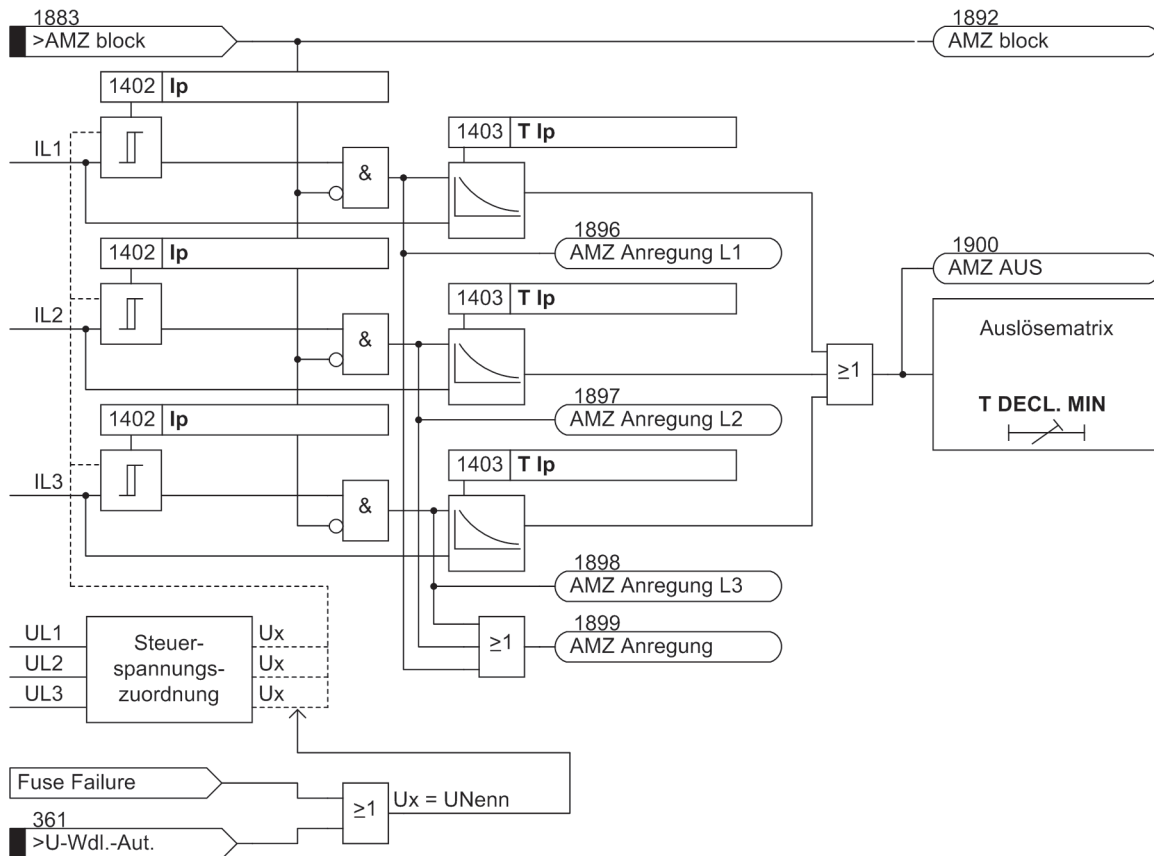 1883
>AMZ block
1892
AMZ block
1402 Ip
IL1
&
1403 T Ip
1896
AMZ Anregung L1
1402 Ip
IL2
&
1403 T Ip
1897
AMZ Anregung L2
1900
AMZ AUS
Auslösematrix
T DECL. MIN
≥1
1402 Ip
IL3
&
1403 T Ip
1898
AMZ Anregung L3
1899
AMZ Anregung
≥1
UL1
UL2
UL3
Steuer-
spannungs-
zuordnung
Ux
Ux
Ux
Fuse Failure
361
>U-Wdl.-Aut.
≥1
Ux = UNenn